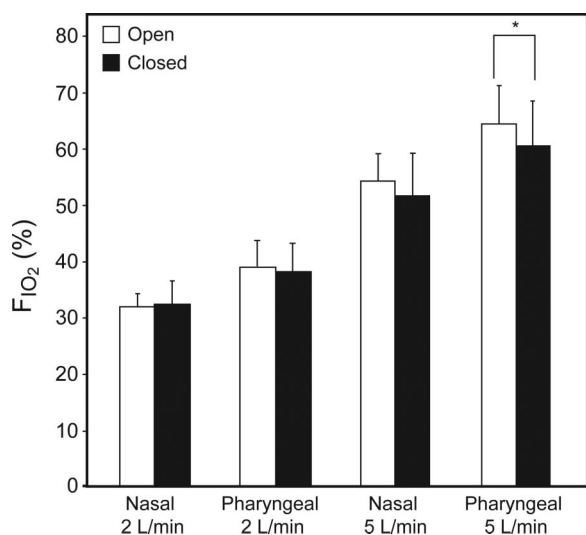 80
70
60
50
40
30
20
10
0
FIO2 (%)
Open
Closed
*
Nasal
2 L/min
Pharyngeal
2 L/min
Nasal
5 L/min
Pharyngeal
5 L/min